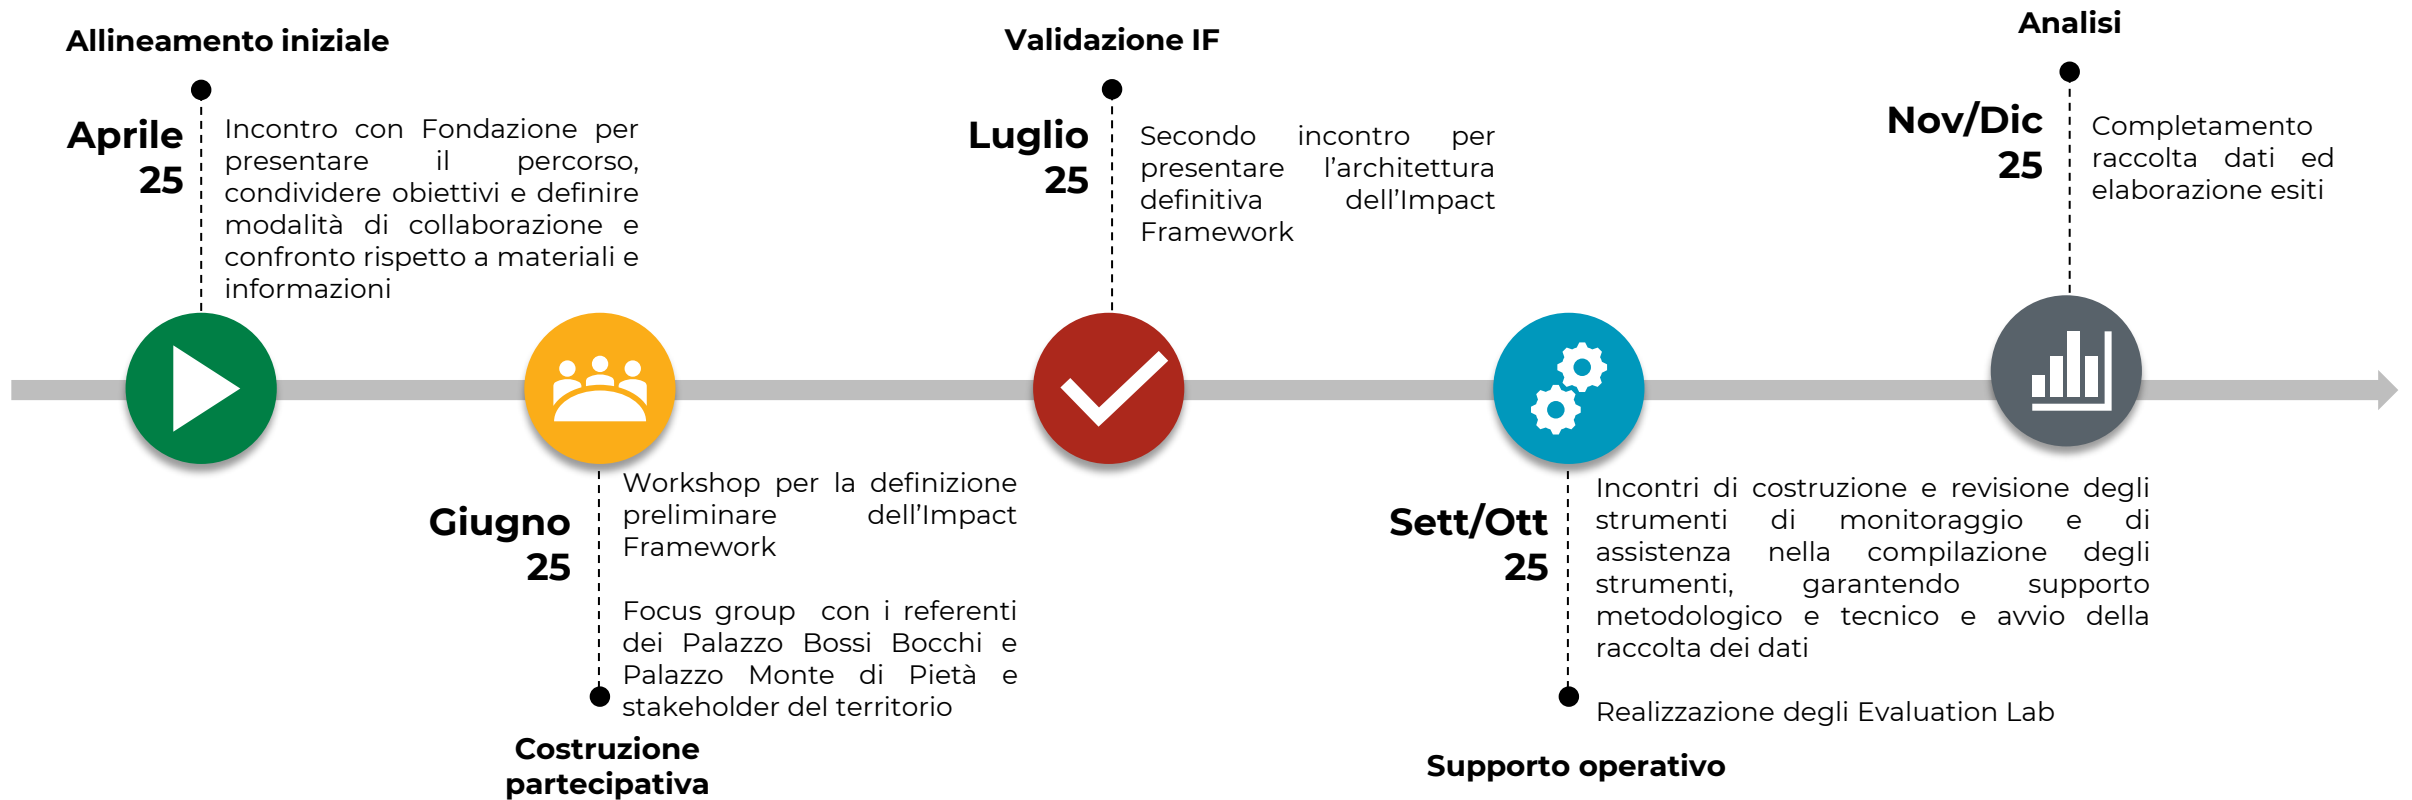 Allineamento iniziale
Aprile
25
Incontro con Fondazione per
presentare il percorso,
condividere obiettivi e definire
modalità di collaborazione e
confronto rispetto a materiali e
informazioni
Giugno
25
Workshop per la definizione
preliminare dell’Impact
Framework
Focus group con i referenti
dei Palazzo Bossi Bocchi e
Palazzo Monte di Pietà e
stakeholder del territorio
Costruzione
partecipativa
Validazione IF
Luglio
25
Secondo incontro per
presentare l’architettura
definitiva dell’Impact
Framework
Sett/Ott
25
Incontri di costruzione e revisione degli
strumenti di monitoraggio e di
assistenza nella compilazione degli
strumenti, garantendo supporto
metodologico e tecnico e avvio della
raccolta dei dati
Realizzazione degli Evaluation Lab
Supporto operativo
Analisi
Nov/Dic
25
Completamento
raccolta dati ed
elaborazione esiti